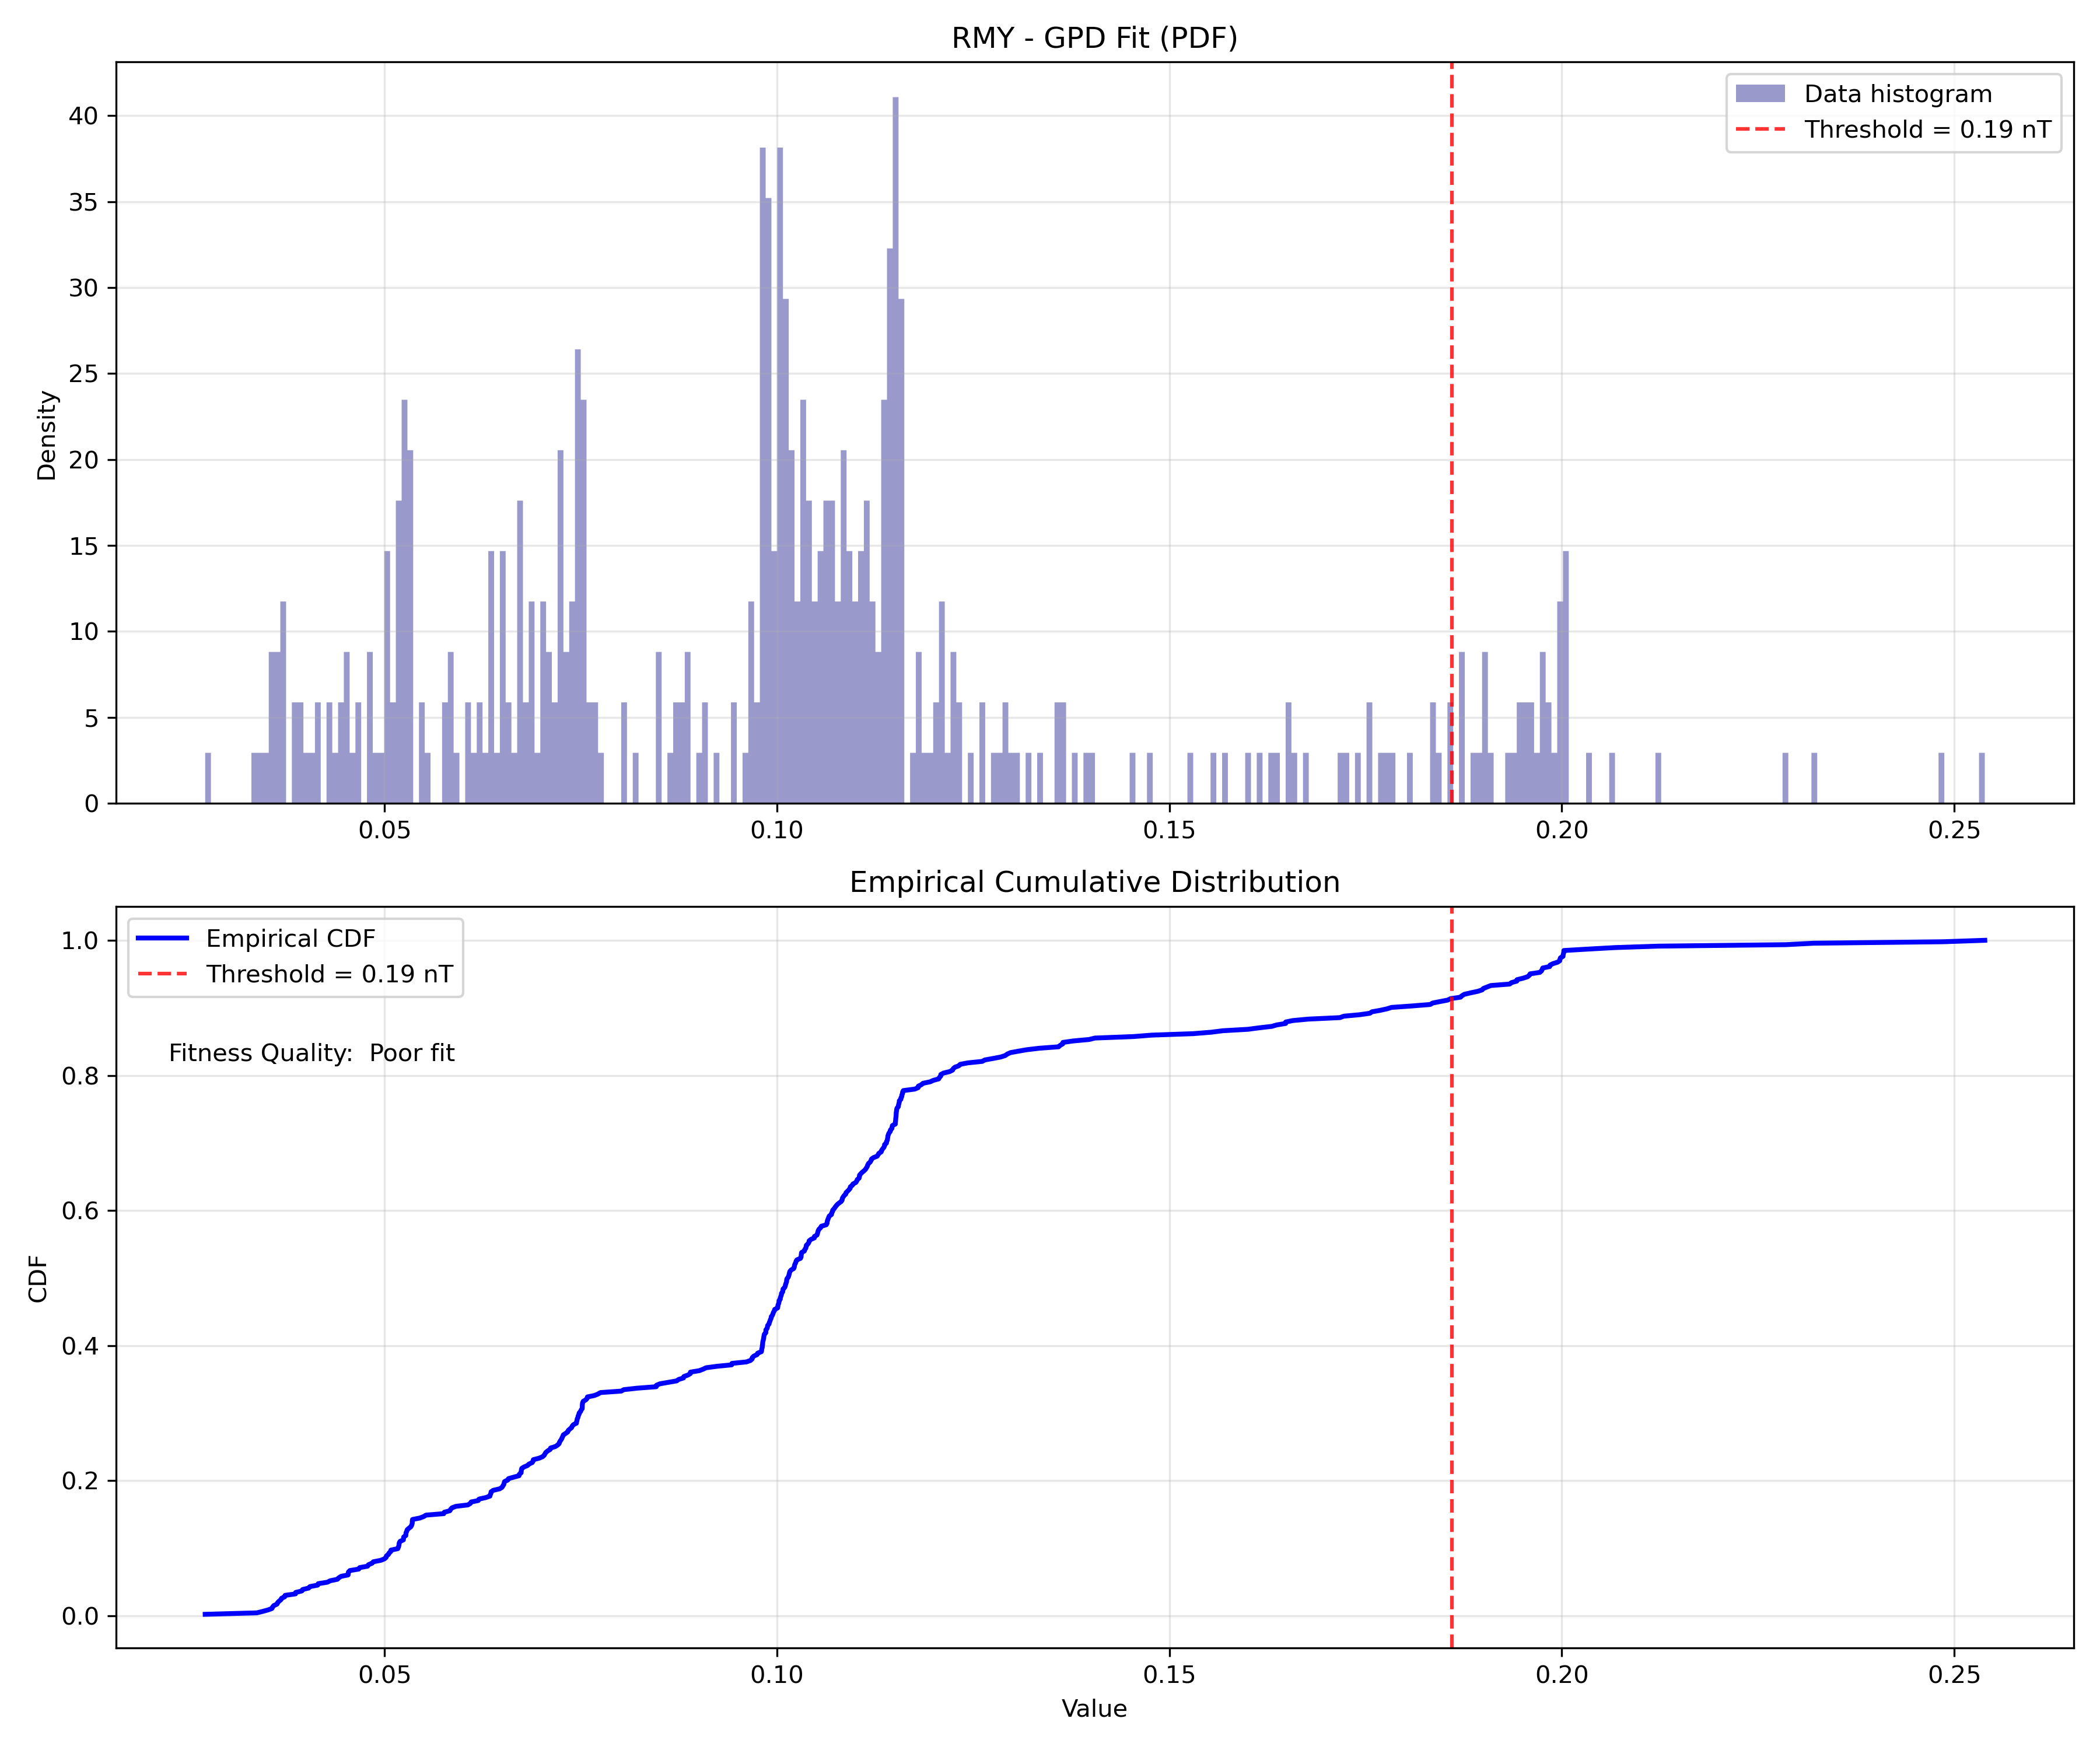 RMY - GPD Fit (PDF)
Density
40
35
30
25
20
15
10
5
0
Data histogram
Threshold = 0.19 nT
0.05 0.10 0.15 0.20 0.25
Empirical Cumulative Distribution
CDF
1.0
0.8
0.6
0.4
0.2
0.0
Empirical CDF
Threshold = 0.19 nT
Fitness Quality:  Poor fit
0.05 0.10 0.15 0.20 0.25
Value